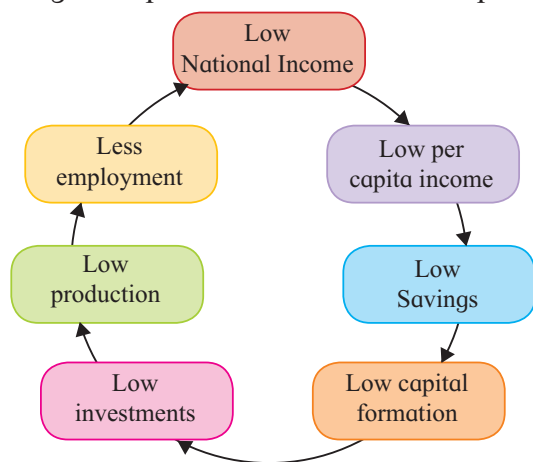 Low
National Income
Low per
capita income
Low
Savings
Low capital
formation
Low
investments
Low
production
Less
employment